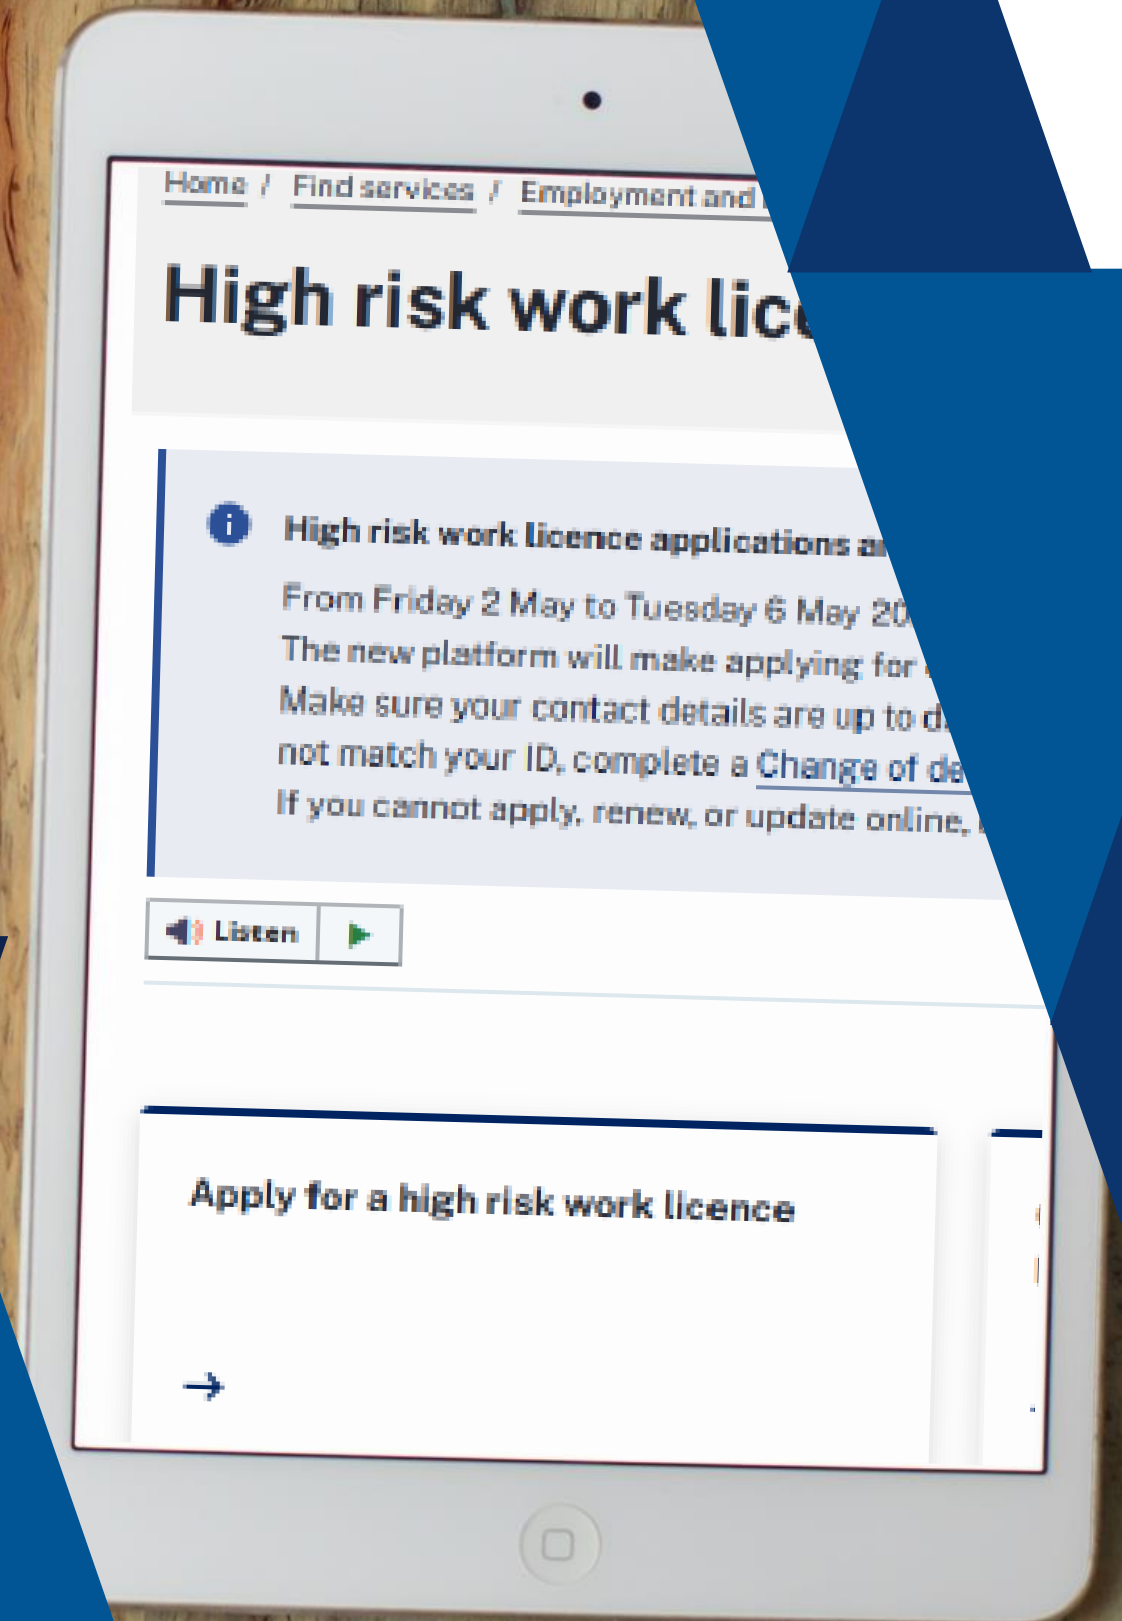 Home / Find services / Employment and
High risk work lice
High risk work licence applications a
From Friday 2 May to Tuesday 6 May 20
The new platform will make applying for
Make sure your contact details are up to d
not match your ID, complete a Change of de
If you cannot apply, renew, or update online,
Listen
Apply for a high risk work licence